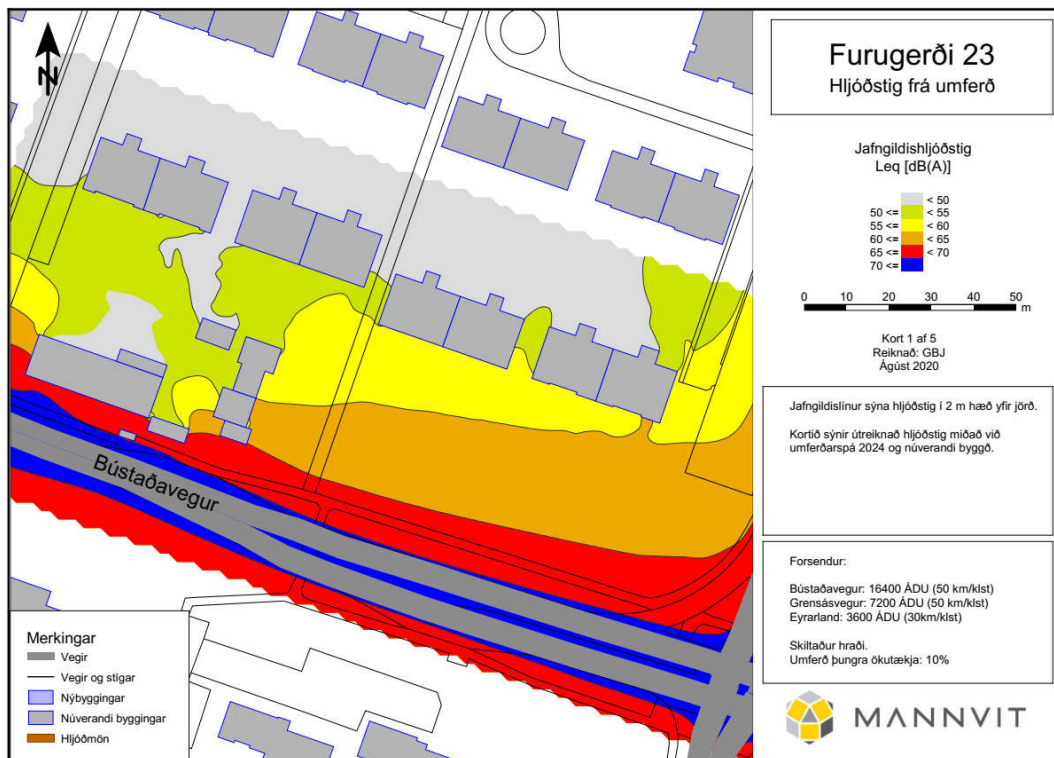 N
Bústaðavegur
Merkingar
Vegir
Vegir og stígar
Nýbyggingar
Núverandi byggingar
Hljóðmön
Furugerði 23
Hljóðstig frá umferð
Jafngildishljóðstig
Leq [dB(A)]
< 50
50 <= < 55
55 <= < 60
60 <= < 65
65 <= < 70
70 <=
0 10 20 30 40 50
m
Kort 1 af 5
Reiknað: GBJ
Ágúst 2020
Jafngildislínur sýna hljóðstig í 2 m hæð yfir jörð.
Kortið sýnir útreiknað hljóðstig miðað við
umferðarspá 2024 og núverandi byggð.
Forsendur:
Bústaðavegur: 16400 ÁDU (50 km/klst)
Grensásvegur: 7200 ÁDU (50 km/klst)
Eyrarland: 3600 ÁDU (30km/klst)
Skiltaður hraði.
Umferð þungra ökutækja: 10%
MANNVIT